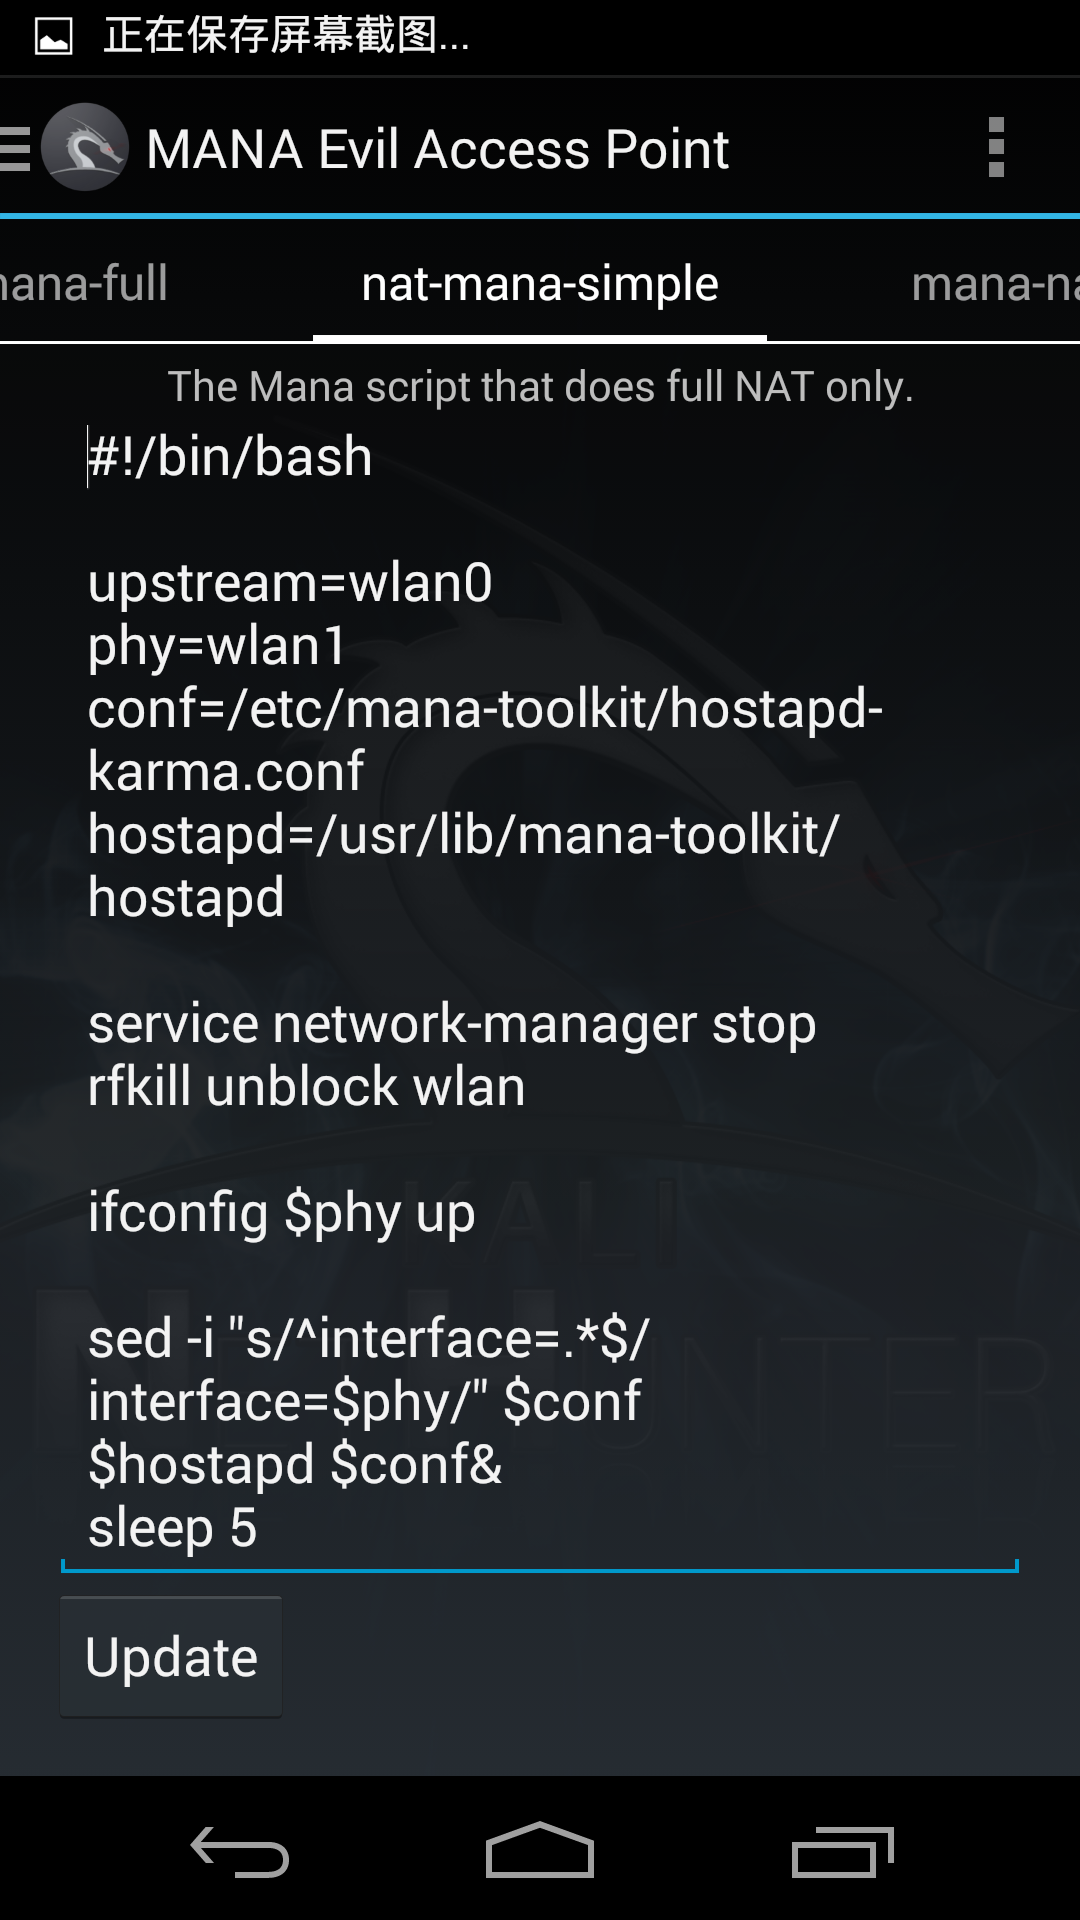 正在保存屏幕截图...
MANA Evil Access Point
mana-full nat-mana-simple mana-na
The Mana script that does full NAT only.
#!/bin/bash
upstream=wlan0
phy=wlan1
conf=/etc/mana-toolkit/hostapd-
karma.conf
hostapd=/usr/lib/mana-toolkit/
hostapd
service network-manager stop
rfkill unblock wlan
ifconfig $phy up
sed -i "s/^interface=.*$/
interface=$phy/" $conf
$hostapd $conf&
sleep 5
KALI
NETHUNTER
Update